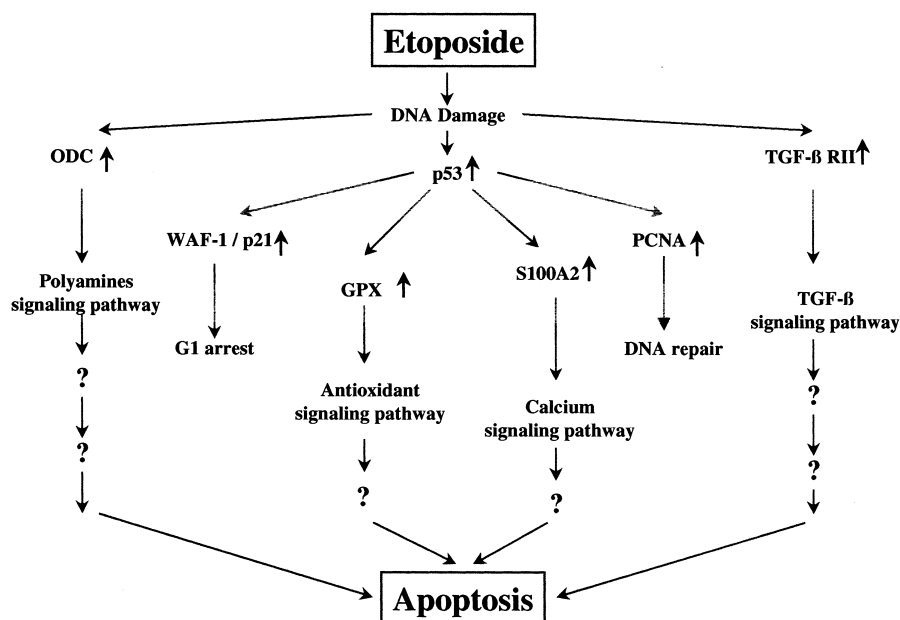 Etoposide
DNA Damage
ODC ↑
p53 ↑
TGF-ß RII ↑
WAF-1 / p21 ↑
PCNA ↑
GPX ↑
S100A2 ↑
Polyamines
signaling pathway
TGF-ß
signaling pathway
G1 arrest
DNA repair
Antioxidant
signaling pathway
Calcium
signaling pathway
?
?
?
?
?
?
Apoptosis